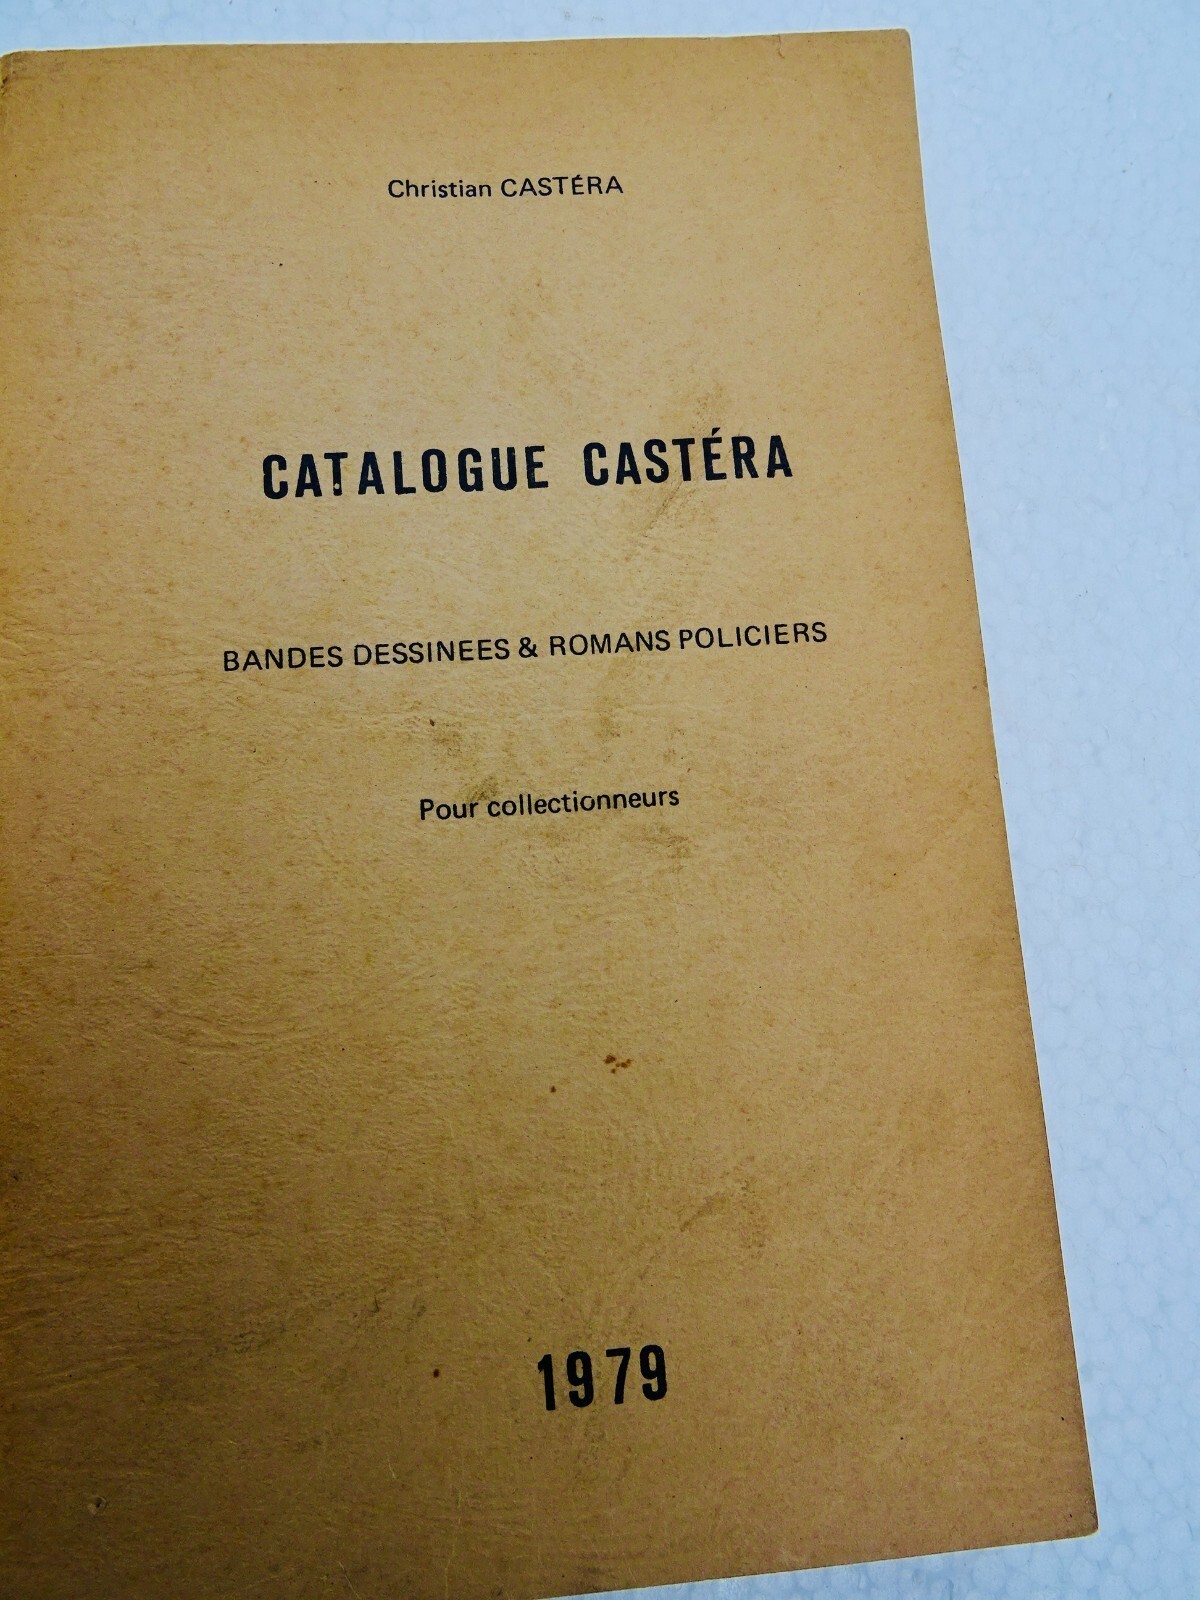 Christian CASTÉRA
CATALOGUE CASTÉRA
BANDES DESSINEES & ROMANS POLICIERS
Pour collectionneurs
1979